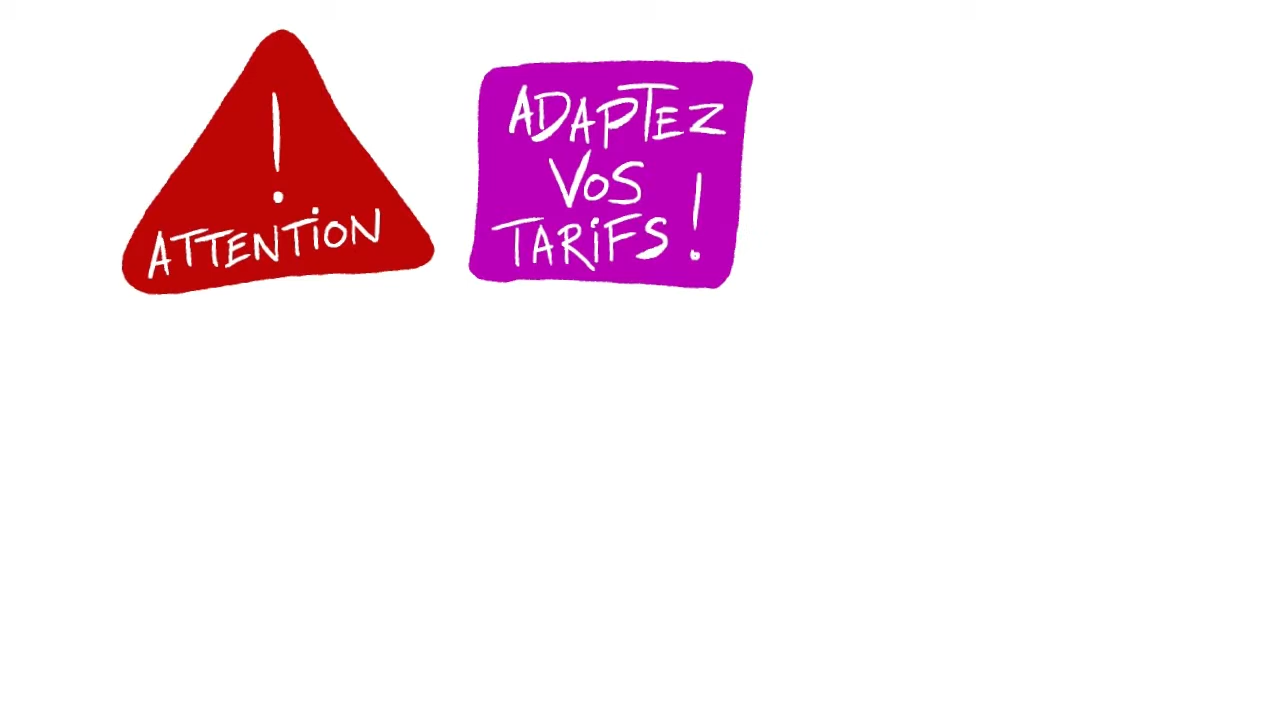 !
ATTENTION
ADAPTEZ
VOS
TARIFS !